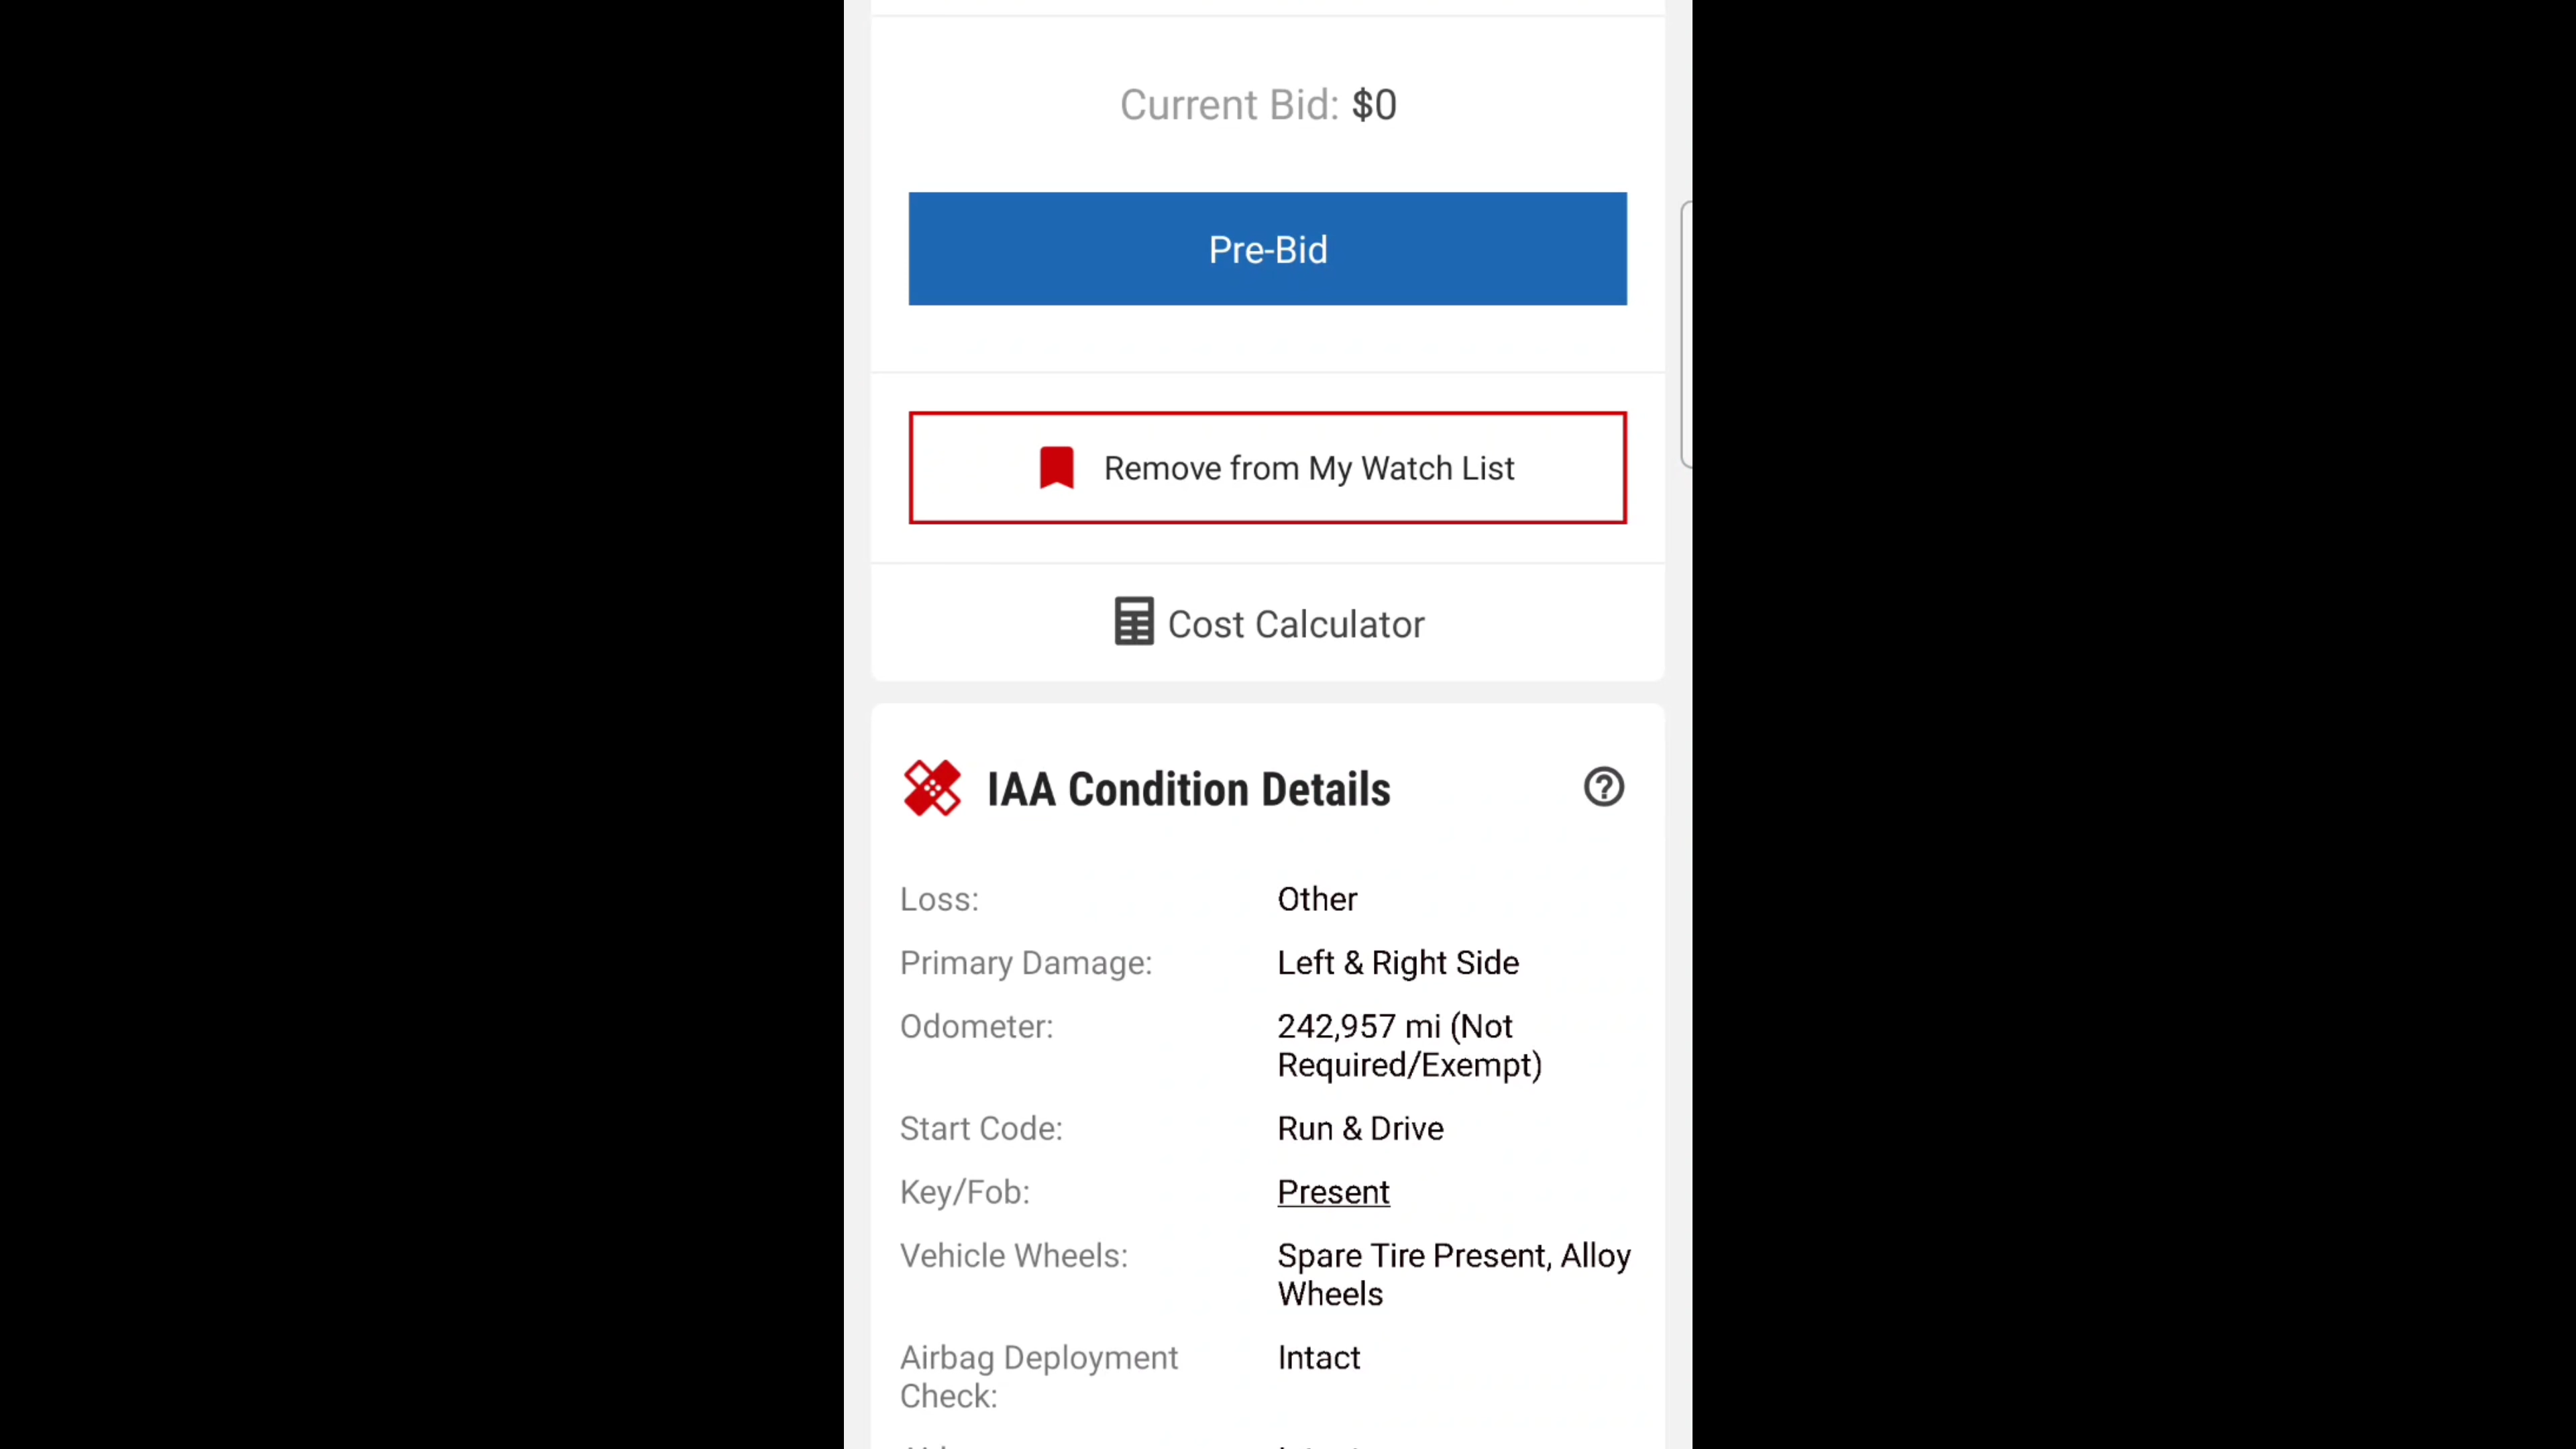 Current Bid: $0
Pre-Bid
Remove from My Watch List
Cost Calculator
IAA Condition Details
Loss: Other
Primary Damage: Left & Right Side
Odometer: 242,957 mi (Not
Required/Exempt)
Start Code: Run & Drive
Key/Fob: Present
Vehicle Wheels: Spare Tire Present, Alloy
Wheels
Airbag Deployment Intact
Check: